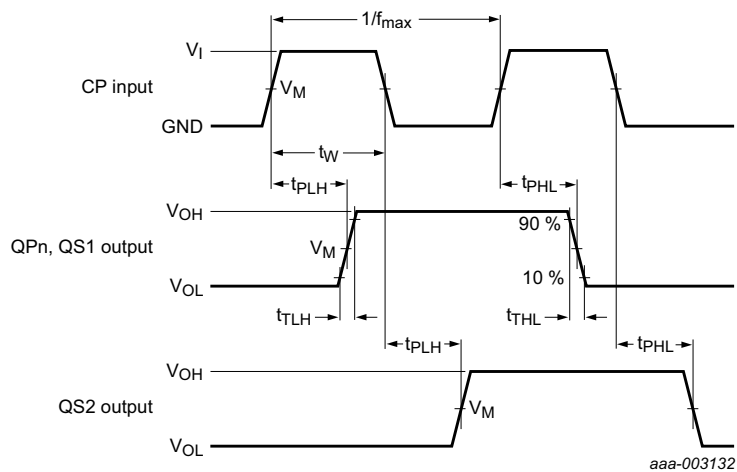 1/fmax
VI
CP input
VM
GND
tW
tPLH
tPHL
VOH
90 %
QPn, QS1 output
VM
10 %
VOL
tTLH
tTHL
tPLH
tPHL
VOH
QS2 output
VM
VOL
aaa-003132